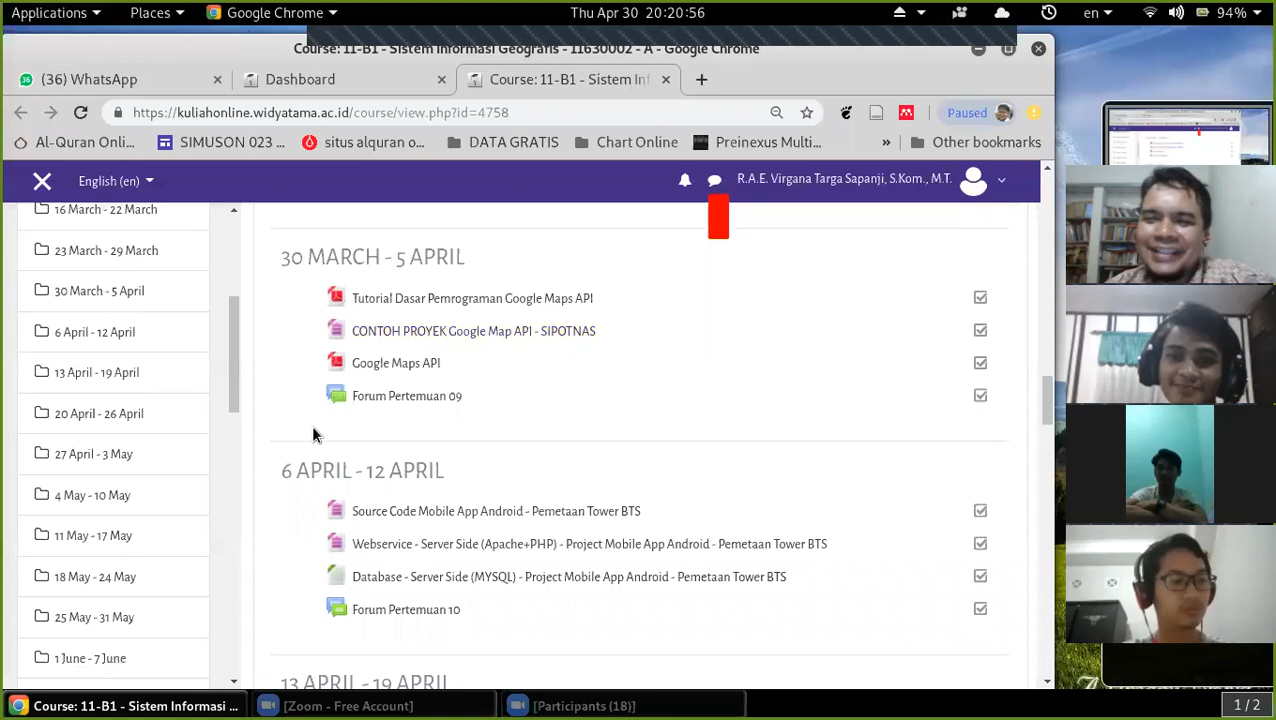 Applications Places Google Chrome Thu Apr 30 20:20:56 en 94%
Course: 11-B1 - Sistem Informasi Geografis - 11630002 - A - Google Chrome
(36) WhatsApp
Dashboard
Course: 11-B1 - Sistem Inf
https://kuliahonline.widyatama.ac.id/course/view.php?id=4758
Paused
Al-Quran Onli...
SIMUSON 023 ...
situs alquran
DATA GRATIS
Chart Online
Preinexus Multi...
»
Other bookmarks
English (en)
R.A.E. Virgana Targa Sapanji, S.Kom., M.T.
16 March - 22 March
23 March - 29 March
30 March - 5 April
6 April - 12 April
13 April - 19 April
20 April - 26 April
27 April - 3 May
4 May - 10 May
11 May - 17 May
18 May - 24 May
25 May - 31 May
1 June - 7 June
30 MARCH - 5 APRIL
Tutorial Dasar Pemrograman Google Maps API
CONTOH PROYEK Google Map API - SIPOTNAS
Google Maps API
Forum Pertemuan 09
6 APRIL - 12 APRIL
Source Code Mobile App Android - Pemetaan Tower BTS
Webservice - Server Side (Apache+PHP) - Project Mobile App Android - Pemetaan Tower BTS
Database - Server Side (MYSQL) - Project Mobile App Android - Pemetaan Tower BTS
Forum Pertemuan 10
13 APRIL - 19 APRIL
Course: 11-B1 - Sistem Informasi ...
[Zoom - Free Account]
[Participants (18)]
1 / 2